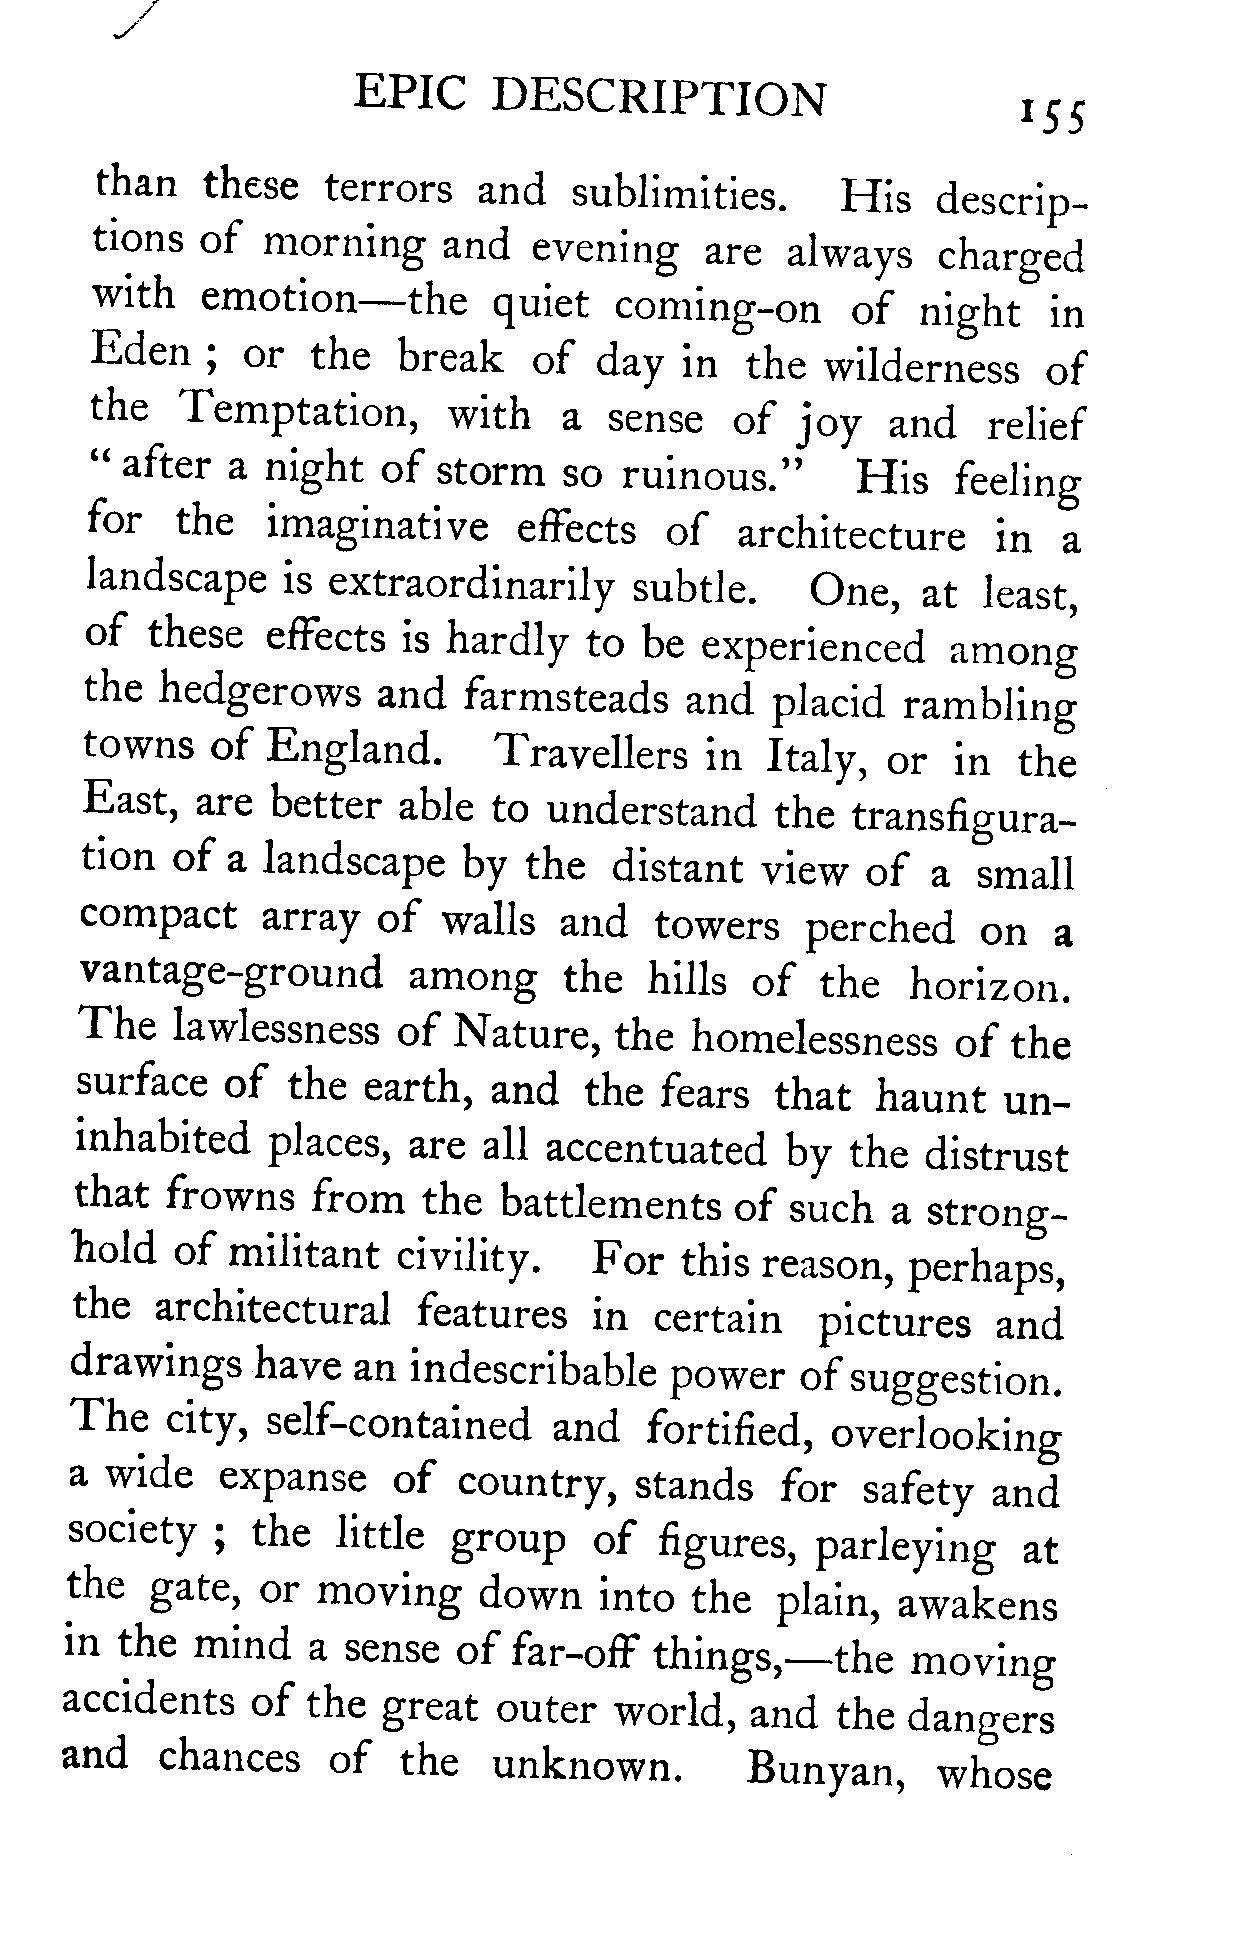 EPIC DESCRIPTION 155
than these terrors and sublimities. His descrip-
tions of morning and evening are always charged
with emotion—the quiet coming-on of night in
Eden ; or the break of day in the wilderness of
the Temptation, with a sense of joy and relief
“ after a night of storm so ruinous.” His feeling
for the imaginative effects of architecture in a
landscape is extraordinarily subtle. One, at least,
of these effects is hardly to be experienced among
the hedgerows and farmsteads and placid rambling
towns of England. Travellers in Italy, or in the
East, are better able to understand the transfigura-
tion of a landscape by the distant view of a small
compact array of walls and towers perched on a
vantage-ground among the hills of the horizon.
The lawlessness of Nature, the homelessness of the
surface of the earth, and the fears that haunt un-
inhabited places, are all accentuated by the distrust
that frowns from the battlements of such a strong-
hold of militant civility. For this reason, perhaps,
the architectural features in certain pictures and
drawings have an indescribable power of suggestion.
The city, self-contained and fortified, overlooking
a wide expanse of country, stands for safety and
society ; the little group of figures, parleying at
the gate, or moving down into the plain, awakens
in the mind a sense of far-off things,—the moving
accidents of the great outer world, and the dangers
and chances of the unknown. Bunyan, whose